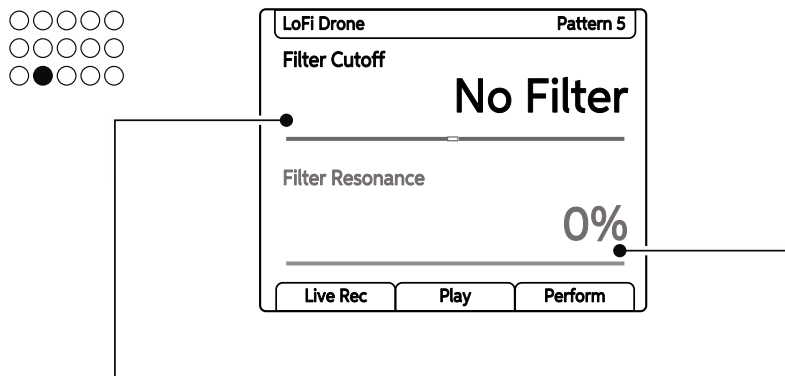 LoFi Drone Pattern 5
Filter Cutoff
No Filter
Filter Resonance
0%
Live Rec Play Perform